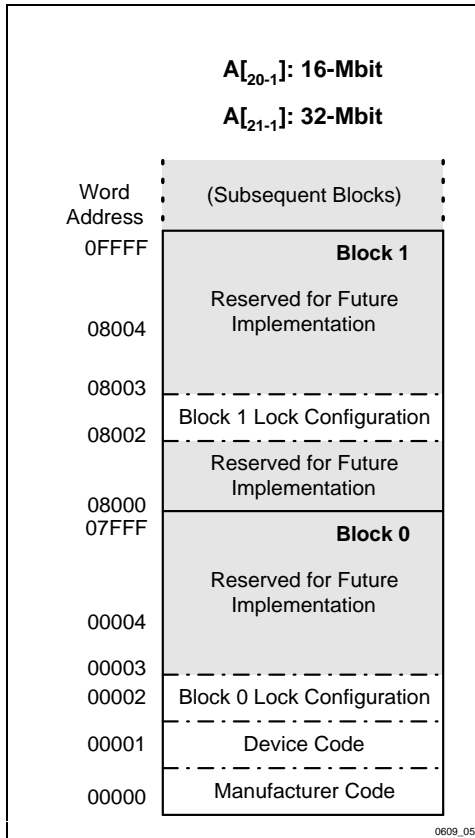 A[20-1]: 16-Mbit
A[21-1]: 32-Mbit
Word
Address
(Subsequent Blocks)
0FFFF
Block 1
Reserved for Future
Implementation
08004
08003
Block 1 Lock Configuration
08002
Reserved for Future
Implementation
08000
07FFF
Block 0
Reserved for Future
Implementation
00004
00003
00002
Block 0 Lock Configuration
00001
Device Code
00000
Manufacturer Code
0609_05